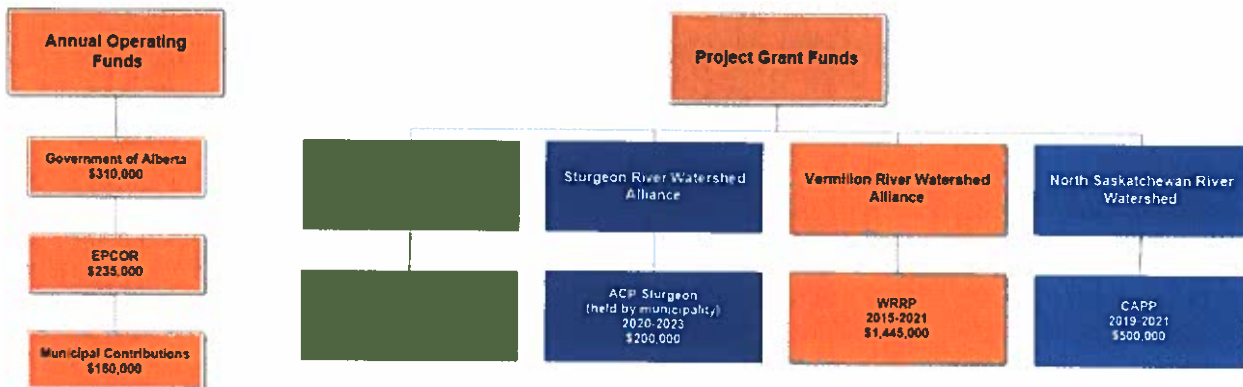 Annual Operating
Funds
Government of Alberta
$310,000
EPCOR
$235,000
Municipal Contributions
$160,000
Project Grant Funds
Sturgeon River Watershed
Alliance
ACP Sturgeon
(held by municipality)
2020-2023
$200,000
Vermilion River Watershed
Alliance
WRRP
2015-2021
$1,445,000
North Saskatchewan River
Watershed
CAPP
2019-2021
$500,000